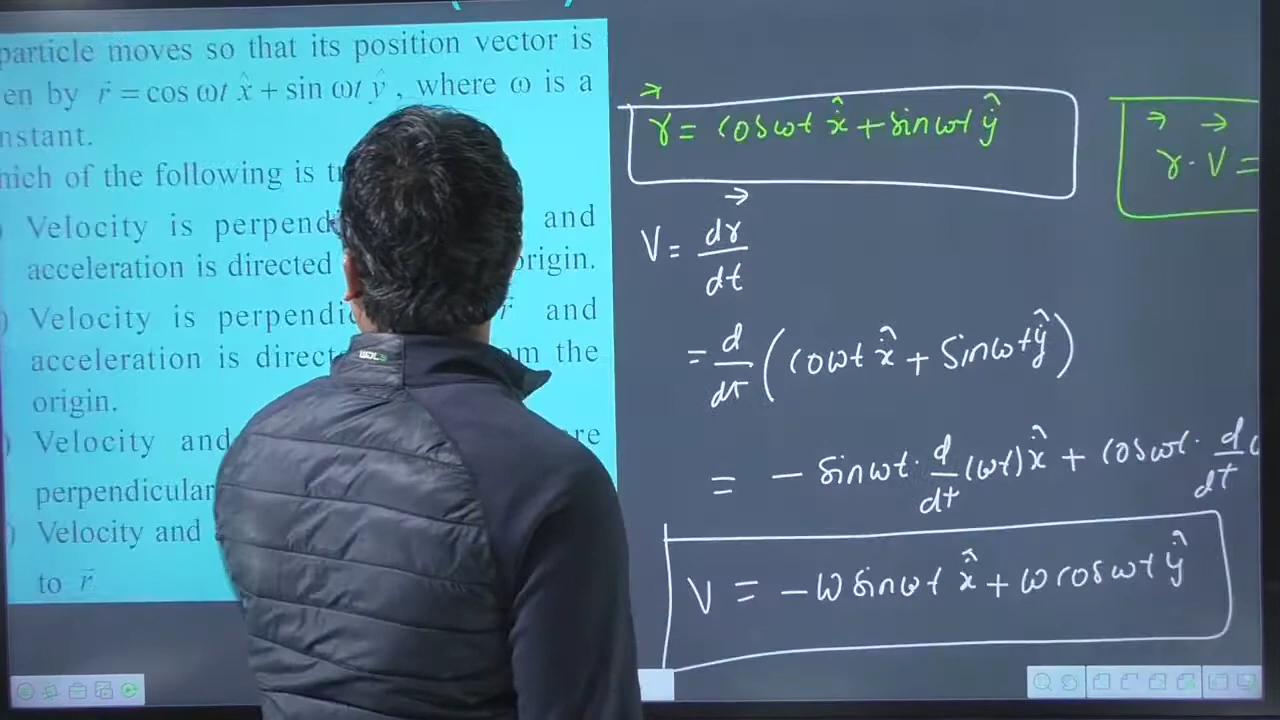 particle moves so that its position vector is
en by r⃗ = cos ωt x̂ + sin ωt ŷ, where ω is a
nstant.
hich of the following is t
Velocity is perpend and
acceleration is directed origin.
Velocity is perpendic r⃗ and
acceleration is direct om the
origin.
Velocity and re
perpendicular
Velocity and
to r⃗
r⃗ = cosωt x̂ + sinωt ŷ
r⃗ · V⃗ =
V = dr⃗/dt
= d/dt (coωt x̂ + sinωt ŷ)
= - sinωt · d/dt (ωt) x̂ + cosωt · d/dt (
V = -ω sinωt x̂ + ω cosωt ŷ